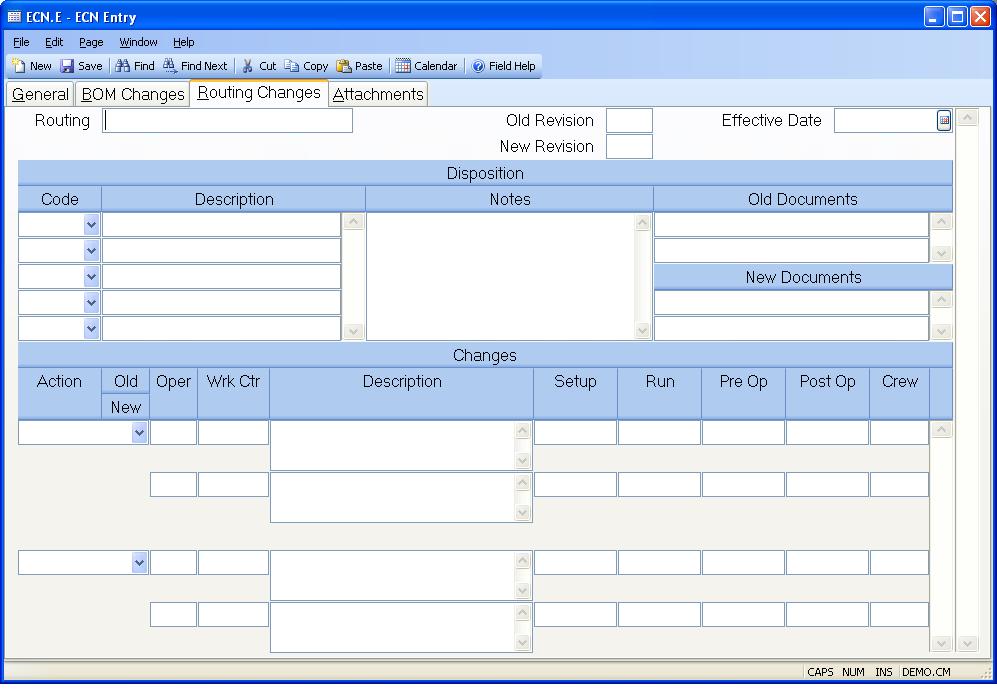 ECN.E - ECN Entry
File Edit Page Window Help
New Save Find Find Next Cut Copy Paste Calendar Field Help
General BOM Changes Routing Changes Attachments
Routing Old Revision Effective Date
New Revision
Disposition
Code Description Notes Old Documents
New Documents
Changes
Action Old Oper Wrk Ctr Description Setup Run Pre Op Post Op Crew
New
CAPS NUM INS DEMO.CM